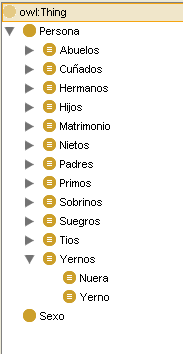 owl:Thing
Persona
Abuelos
Cuñados
Hermanos
Hijos
Matrimonio
Nietos
Padres
Primos
Sobrinos
Suegros
Tios
Yernos
Nuera
Yerno
Sexo